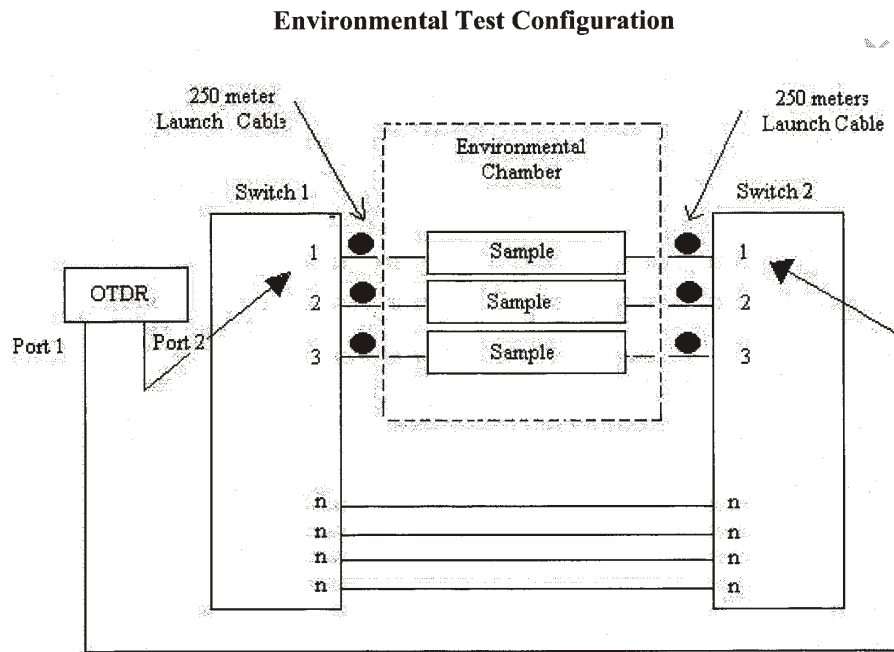 Environmental Test Configuration
250 meter
Launch Cable
250 meters
Launch Cable
Environmental
Chamber
Switch 1
Switch 2
1
Sample
1
OTDR
2
Sample
2
Port 1
Port 2
3
Sample
3
n
n
n
n
n
n
n
n